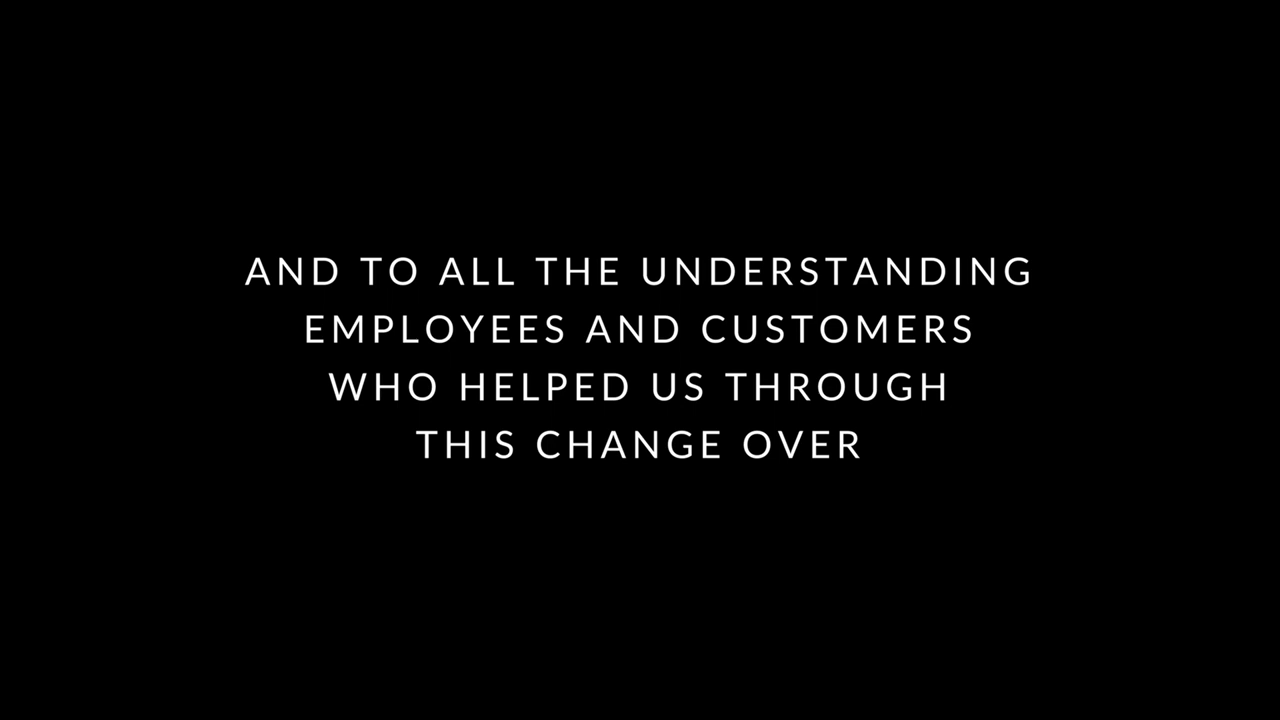 AND TO ALL THE UNDERSTANDING
EMPLOYEES AND CUSTOMERS
WHO HELPED US THROUGH
THIS CHANGE OVER